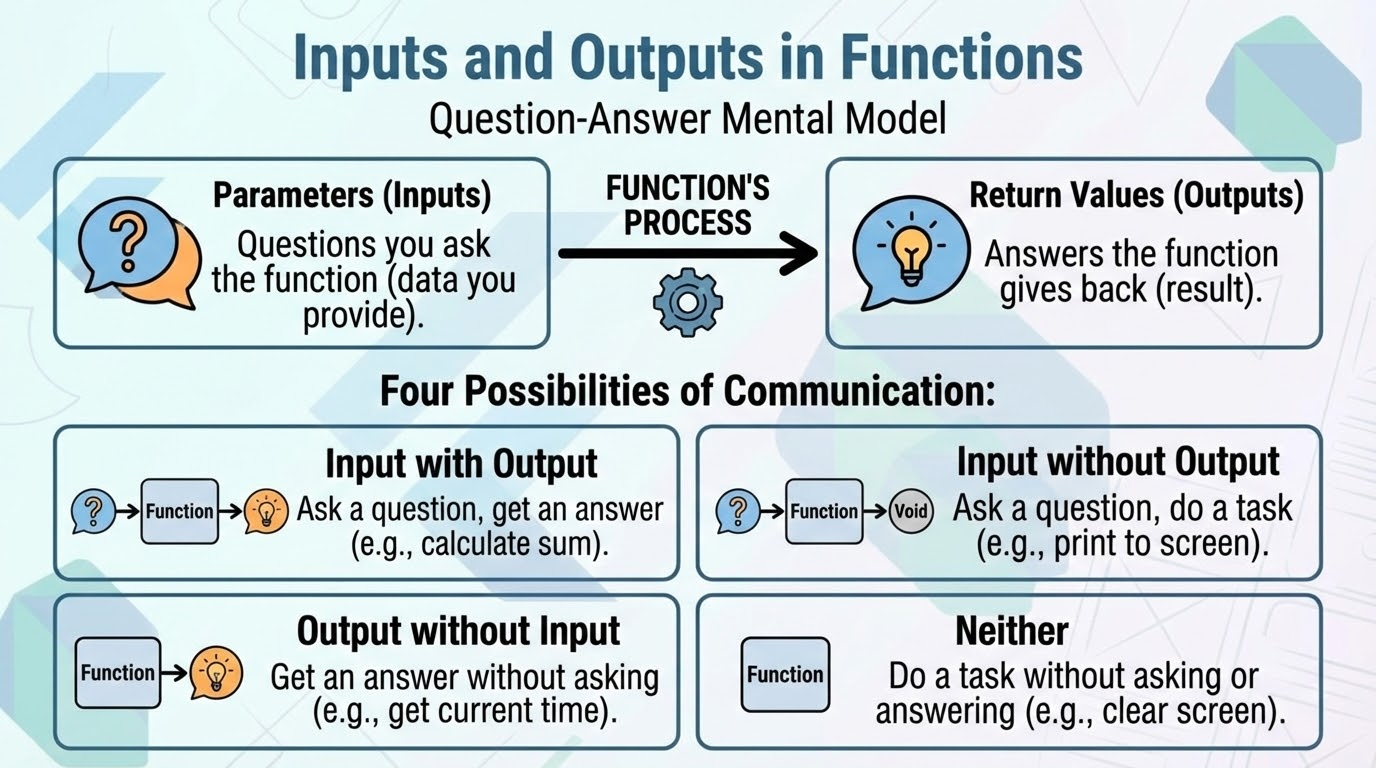 Inputs and Outputs in Functions
Question-Answer Mental Model
Parameters (Inputs)
Questions you ask
the function (data you
provide).
FUNCTION'S
PROCESS
Return Values (Outputs)
Answers the function
gives back (result).
Four Possibilities of Communication:
Input with Output
Function
Ask a question, get an answer
(e.g., calculate sum).
Input without Output
Function
Void
Ask a question, do a task
(e.g., print to screen).
Output without Input
Function
Get an answer without asking
(e.g., get current time).
Neither
Function
Do a task without asking or
answering (e.g., clear screen).